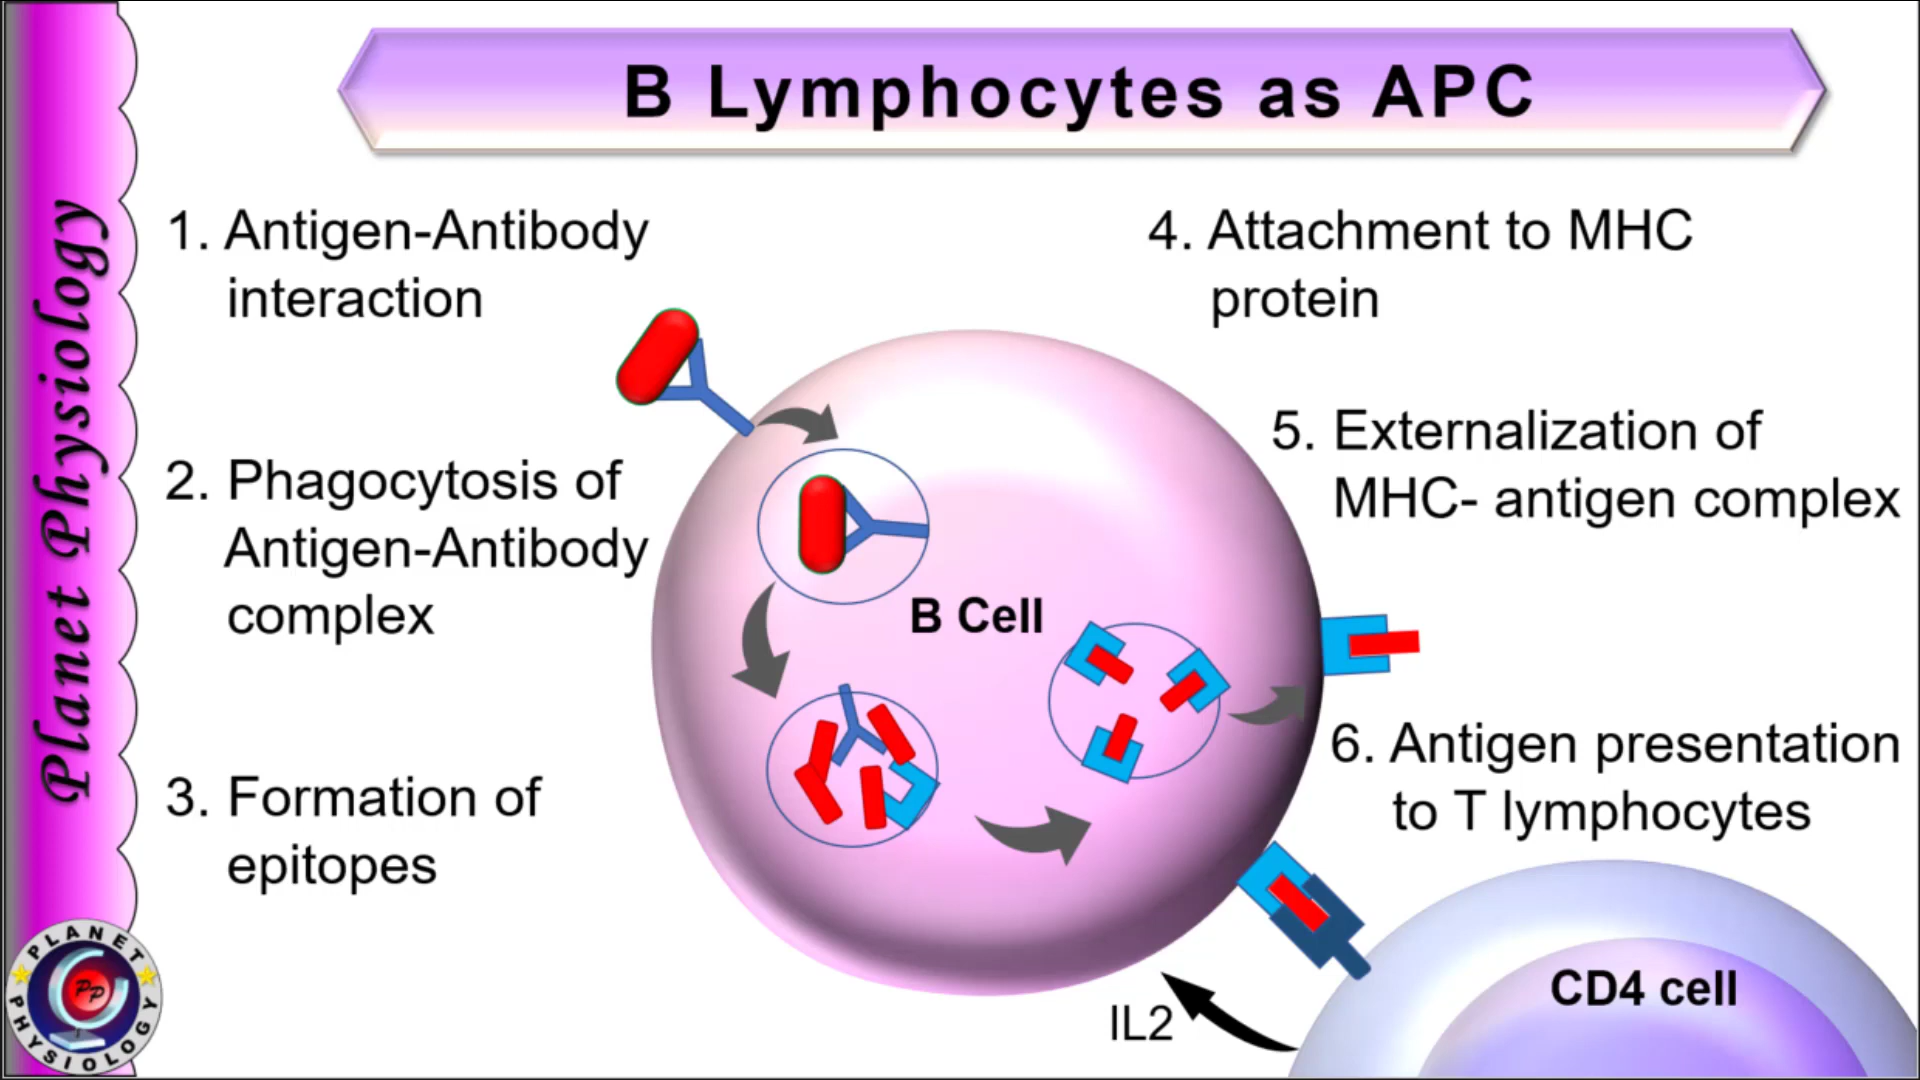 B Lymphocytes as APC
1. Antigen-Antibody
interaction
2. Phagocytosis of
Antigen-Antibody
complex
3. Formation of
epitopes
4. Attachment to MHC
protein
5. Externalization of
MHC- antigen complex
6. Antigen presentation
to T lymphocytes
B Cell
CD4 cell
IL2
Planet Physiology
PLANET
PP
PHYSIOLOGY